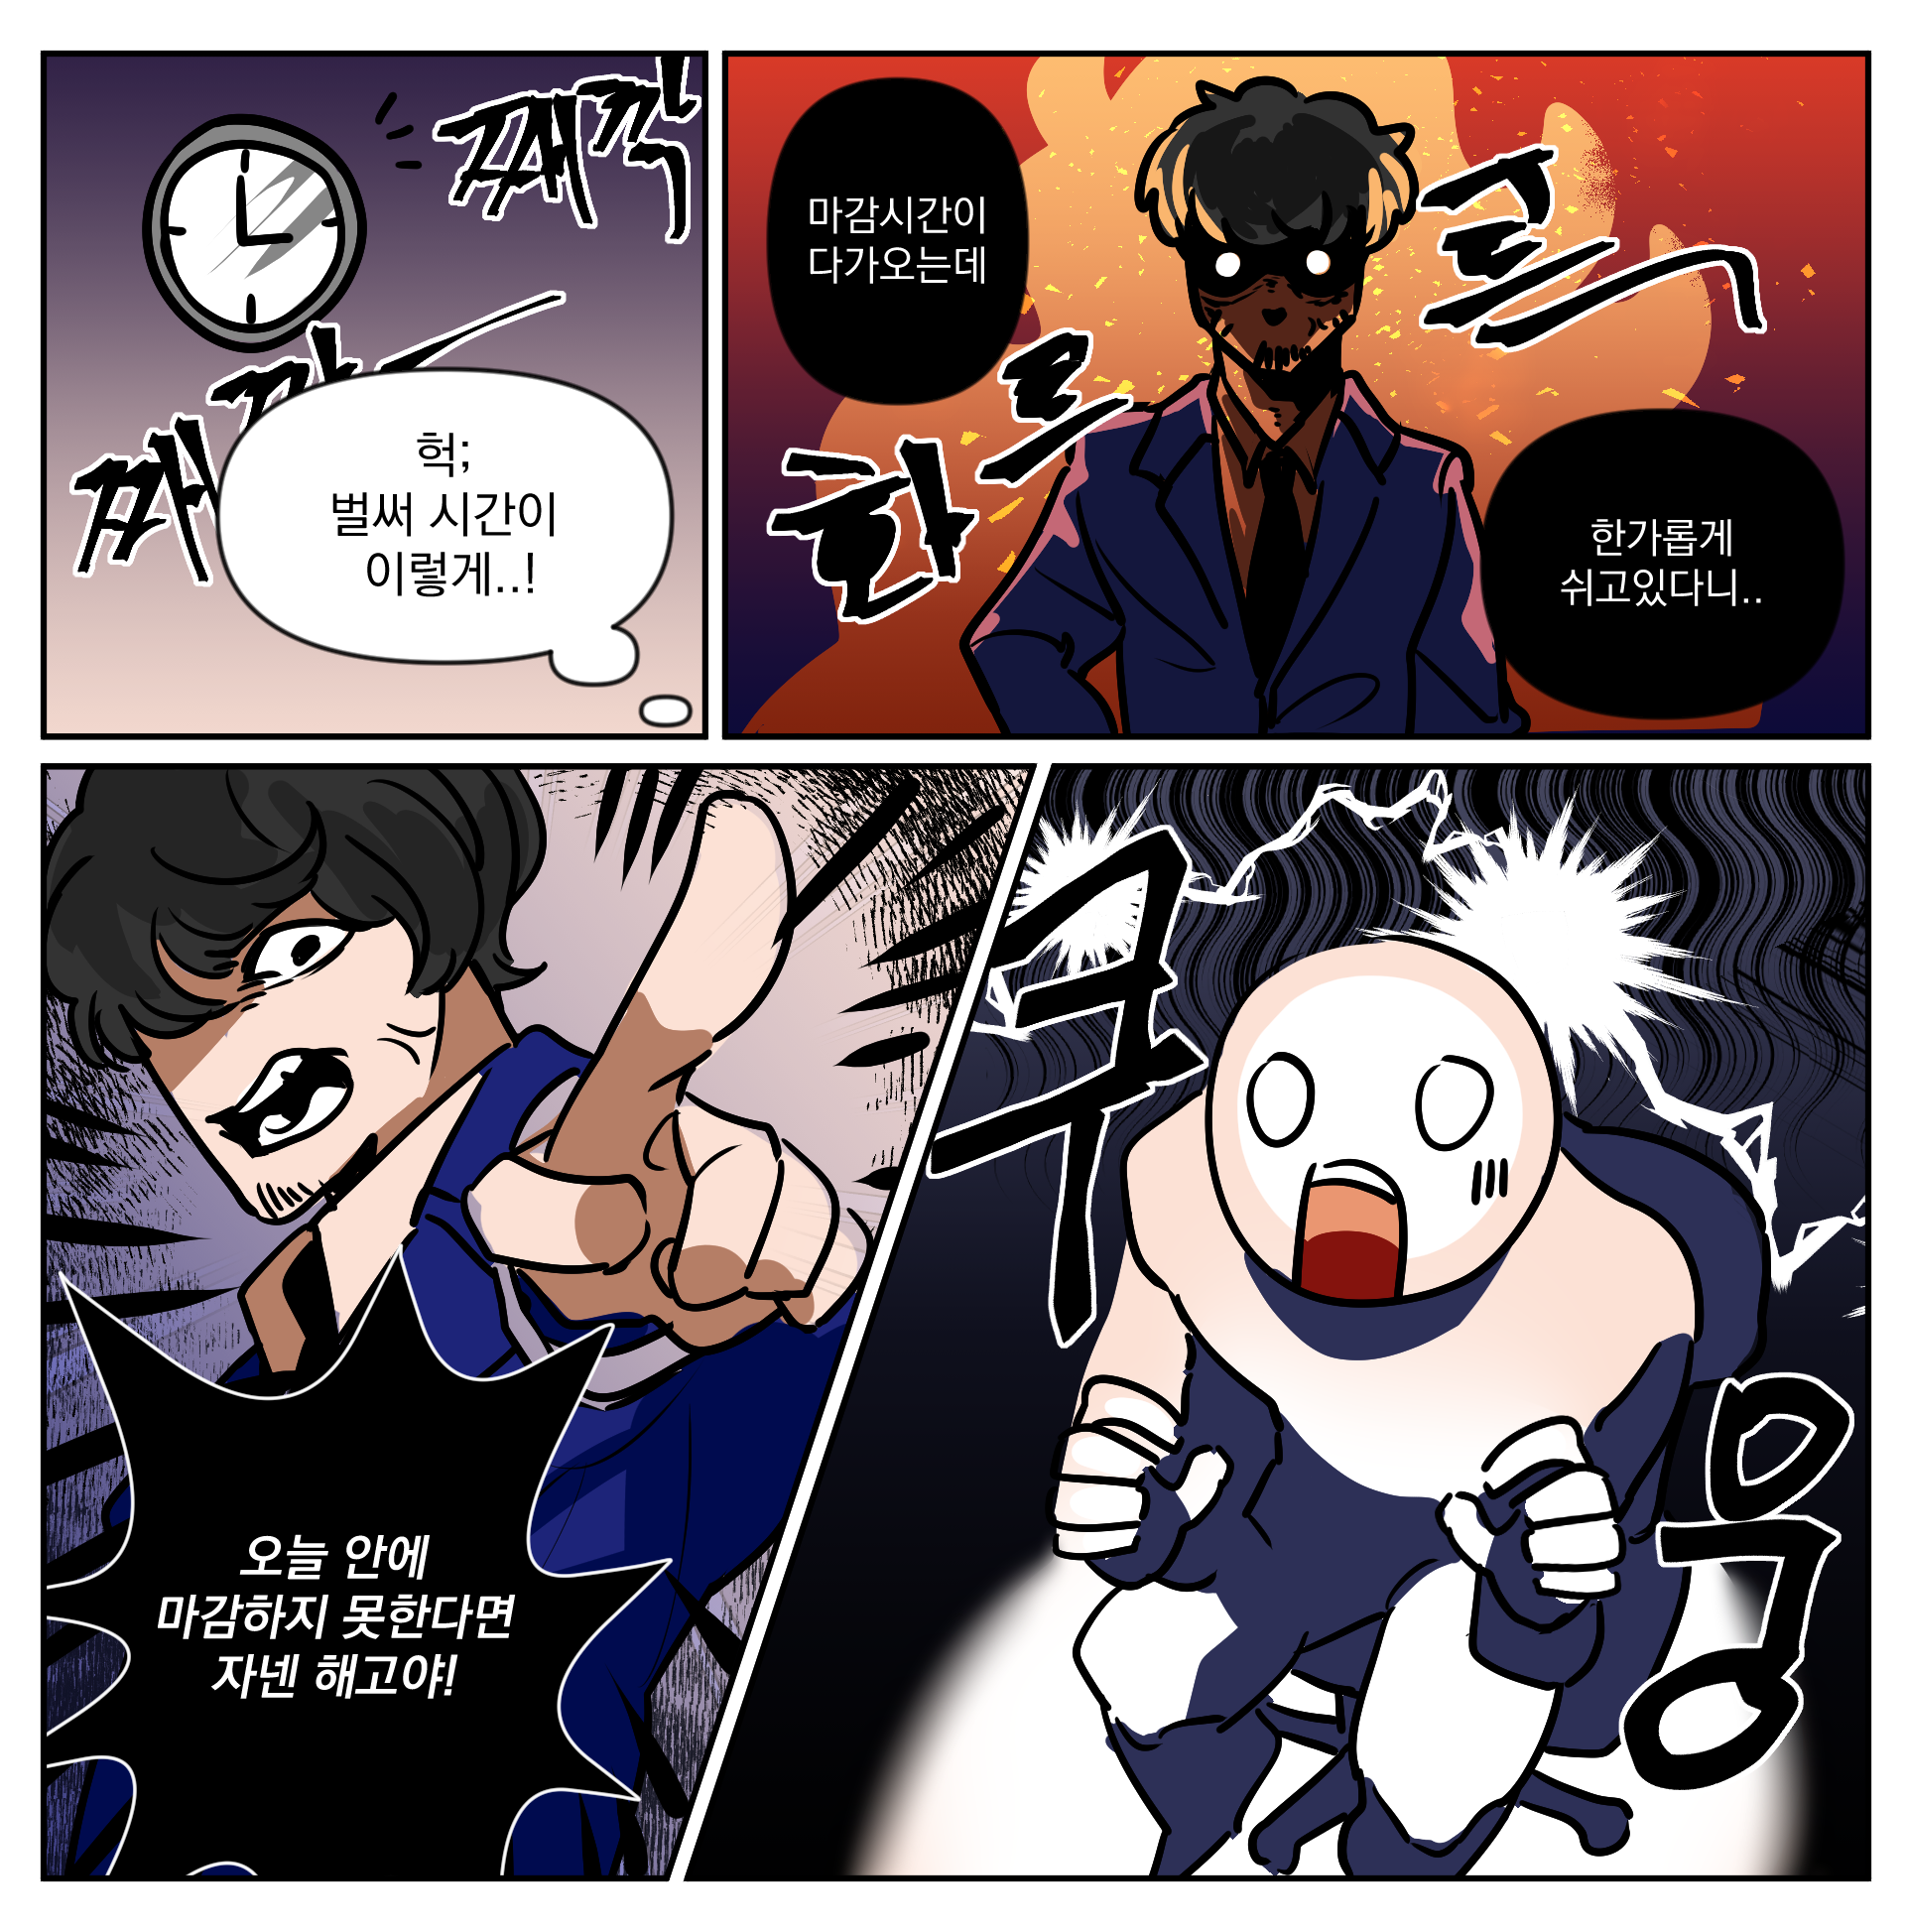 째깍
째깍
헉;
벌써 시간이
이렇게..!
마감시간이
다가오는데
화르르
한가롭게
쉬고있다니..
오늘 안에
마감하지 못한다면
자넨 해고야!
쿠웅